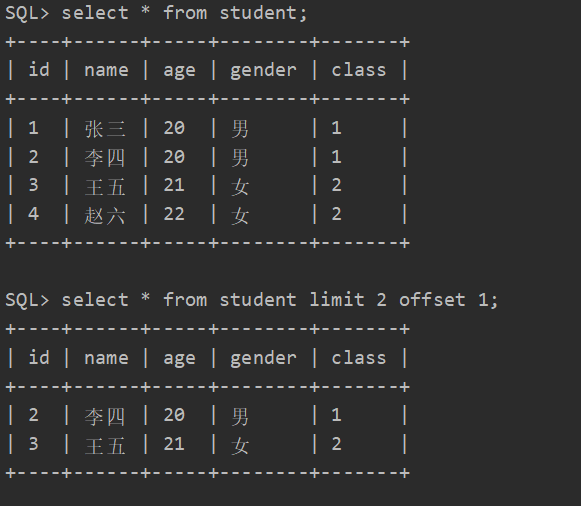 SQL> select * from student;
+----+------+-----+--------+-------+
| id | name | age | gender | class |
+----+------+-----+--------+-------+
| 1 | 张三 | 20 | 男 | 1 |
| 2 | 李四 | 20 | 男 | 1 |
| 3 | 王五 | 21 | 女 | 2 |
| 4 | 赵六 | 22 | 女 | 2 |
+----+------+-----+--------+-------+
SQL> select * from student limit 2 offset 1;
+----+------+-----+--------+-------+
| id | name | age | gender | class |
+----+------+-----+--------+-------+
| 2 | 李四 | 20 | 男 | 1 |
| 3 | 王五 | 21 | 女 | 2 |
+----+------+-----+--------+-------+